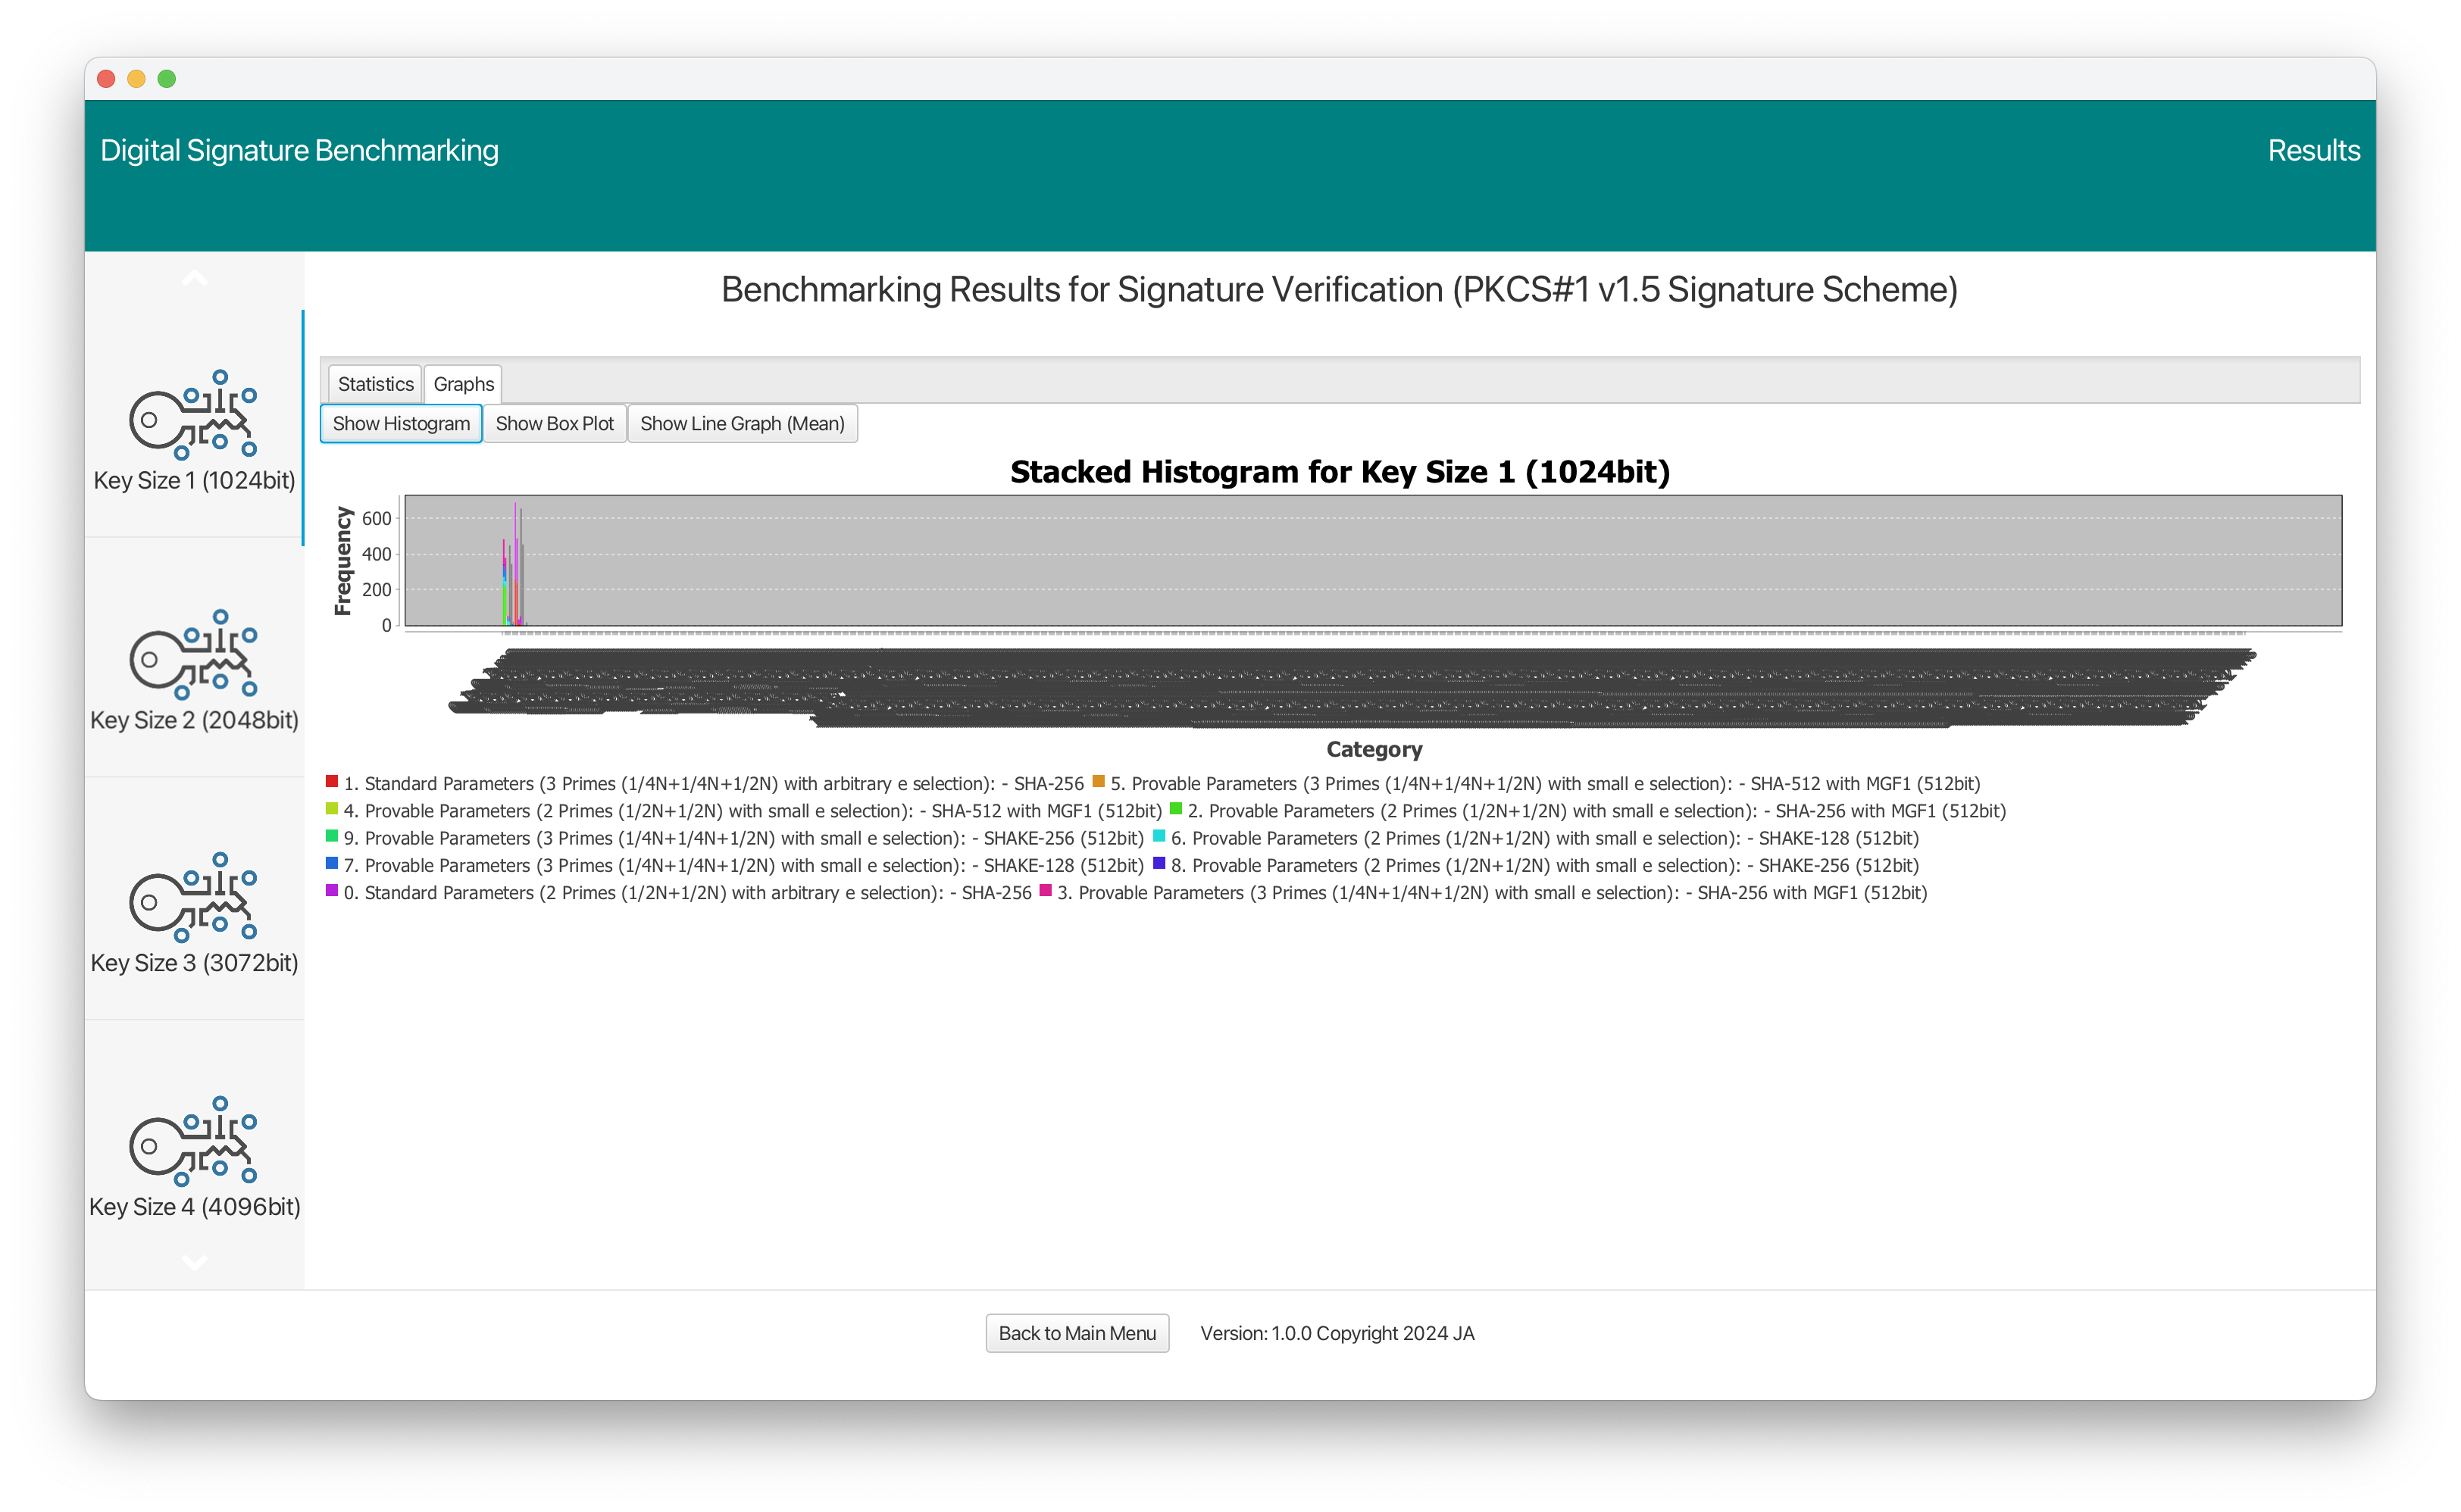 Digital Signature Benchmarking
Results
Benchmarking Results for Signature Verification (PKCS#1 v1.5 Signature Scheme)
Key Size 1 (1024bit)
Key Size 2 (2048bit)
Key Size 3 (3072bit)
Key Size 4 (4096bit)
Statistics Graphs
Show Histogram Show Box Plot Show Line Graph (Mean)
Stacked Histogram for Key Size 1 (1024bit)
Frequency
600
400
200
0
Category
1. Standard Parameters (3 Primes (1/4N+1/4N+1/2N) with arbitrary e selection): - SHA-256 5. Provable Parameters (3 Primes (1/4N+1/4N+1/2N) with small e selection): - SHA-512 with MGF1 (512bit)
4. Provable Parameters (2 Primes (1/2N+1/2N) with small e selection): - SHA-512 with MGF1 (512bit) 2. Provable Parameters (2 Primes (1/2N+1/2N) with small e selection): - SHA-256 with MGF1 (512bit)
9. Provable Parameters (3 Primes (1/4N+1/4N+1/2N) with small e selection): - SHAKE-256 (512bit) 6. Provable Parameters (2 Primes (1/2N+1/2N) with small e selection): - SHAKE-128 (512bit)
7. Provable Parameters (3 Primes (1/4N+1/4N+1/2N) with small e selection): - SHAKE-128 (512bit) 8. Provable Parameters (2 Primes (1/2N+1/2N) with small e selection): - SHAKE-256 (512bit)
0. Standard Parameters (2 Primes (1/2N+1/2N) with arbitrary e selection): - SHA-256 3. Provable Parameters (3 Primes (1/4N+1/4N+1/2N) with small e selection): - SHA-256 with MGF1 (512bit)
Back to Main Menu Version: 1.0.0 Copyright 2024 JA